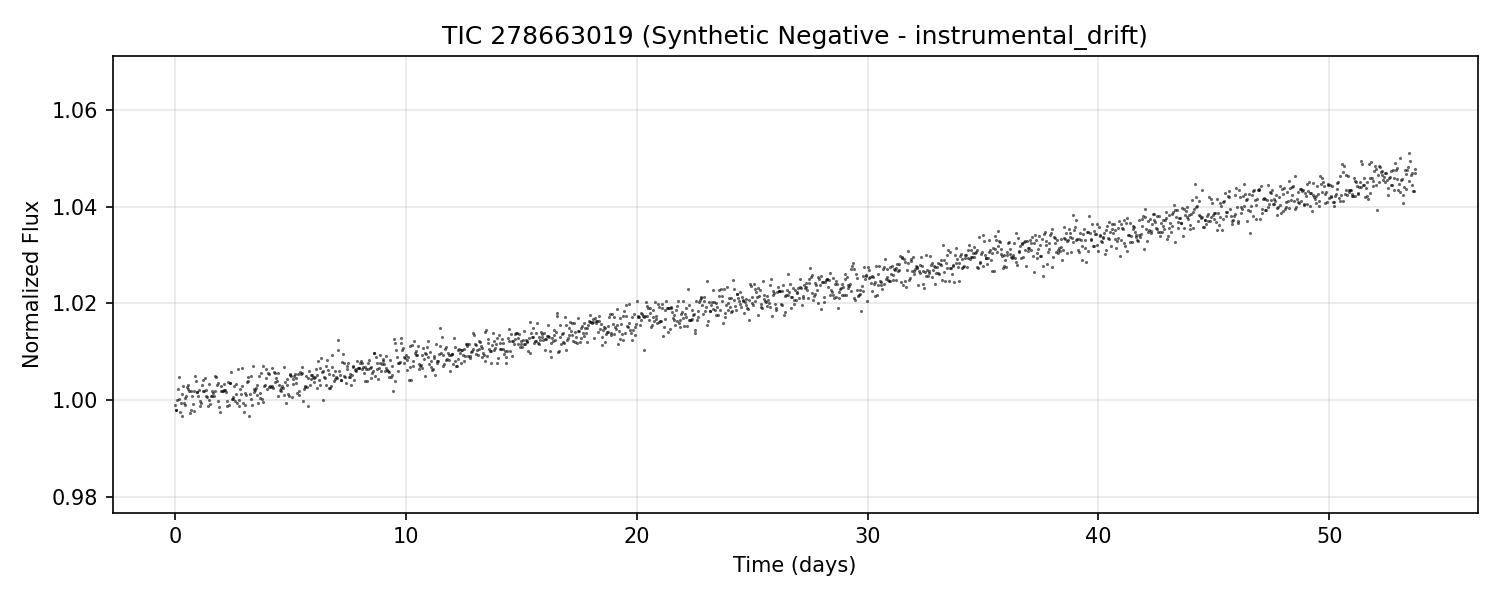 TIC 278663019 (Synthetic Negative - instrumental_drift)
Normalized Flux
1.06
1.04
1.02
1.00
0.98
0 10 20 30 40 50
Time (days)